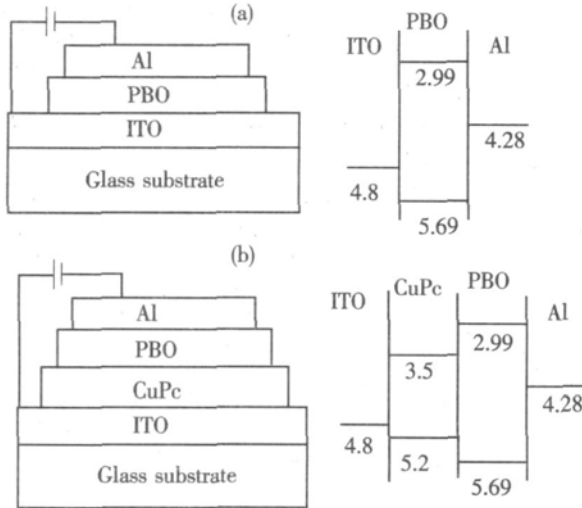 (a)
Al
PBO
ITO
Glass substrate
PBO
ITO
Al
2.99
4.28
4.8
5.69
(b)
Al
PBO
CuPc
ITO
Glass substrate
PBO
CuPc
ITO
Al
2.99
3.5
4.28
4.8
5.2
5.69